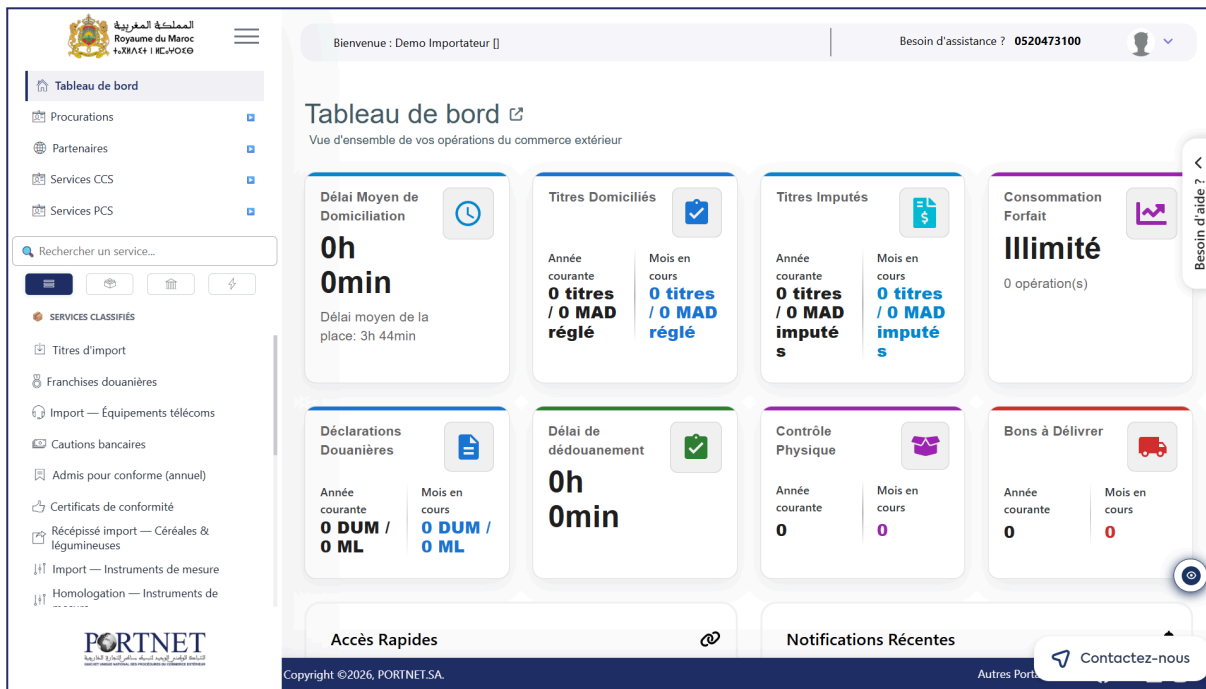 المملكة المغربية
Royaume du Maroc
ⵜⴰⴳⵍⴷⵉⵜ ⵏ ⵍⵎⵖⵔⵉⴱ
Tableau de bord
Procurations
Partenaires
Services CCS
Services PCS
Rechercher un service...
SERVICES CLASSIFIÉS
Titres d'import
Franchises douanières
Import — Équipements télécoms
Cautions bancaires
Admis pour conforme (annuel)
Certificats de conformité
Récépissé import — Céréales &
légumineuses
Import — Instruments de mesure
Homologation — Instruments de
PORTNET
Bienvenue : Demo Importateur []
Besoin d'assistance ? 0520473100
Tableau de bord
Vue d'ensemble de vos opérations du commerce extérieur
Délai Moyen de
Domiciliation
0h
0min
Délai moyen de la
place: 3h 44min
Titres Domiciliés
Année
courante
0 titres
/ 0 MAD
réglé
Mois en
cours
0 titres
/ 0 MAD
réglé
Titres Imputés
Année
courante
0 titres
/ 0 MAD
imputé
s
Mois en
cours
0 titres
/ 0 MAD
imputé
s
Consommation
Forfait
Illimité
0 opération(s)
Besoin d'aide ?
Déclarations
Douanières
Année
courante
0 DUM /
0 ML
Mois en
cours
0 DUM /
0 ML
Délai de
dédouanement
0h
0min
Contrôle
Physique
Année
courante
0
Mois en
cours
0
Bons à Délivrer
Année
courante
0
Mois en
cours
0
Accès Rapides
Notifications Récentes
Contactez-nous
Copyright ©2026, PORTNET.SA.
Autres